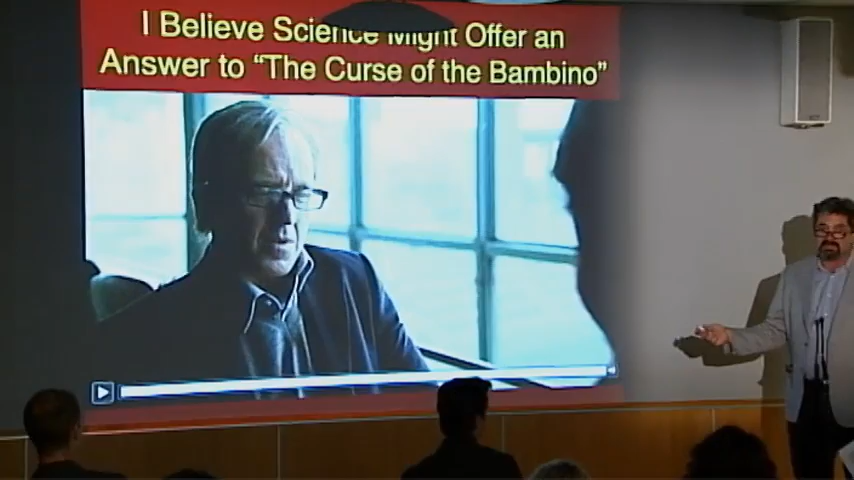 I Believe Science Might Offer an
Answer to “The Curse of the Bambino”